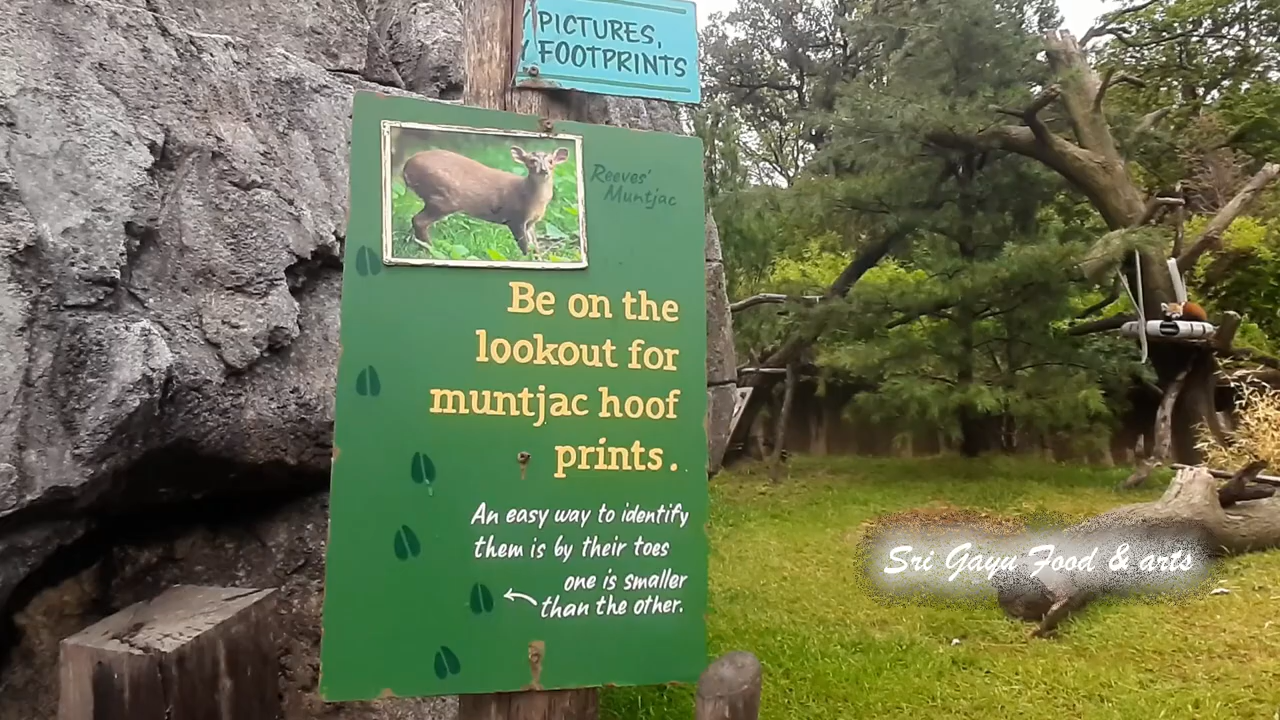 PICTURES,
FOOTPRINTS
Reeves'
Muntjac
Be on the
lookout for
muntjac hoof
prints.
An easy way to identify
them is by their toes
one is smaller
than the other.
Sri Gayu Food & arts